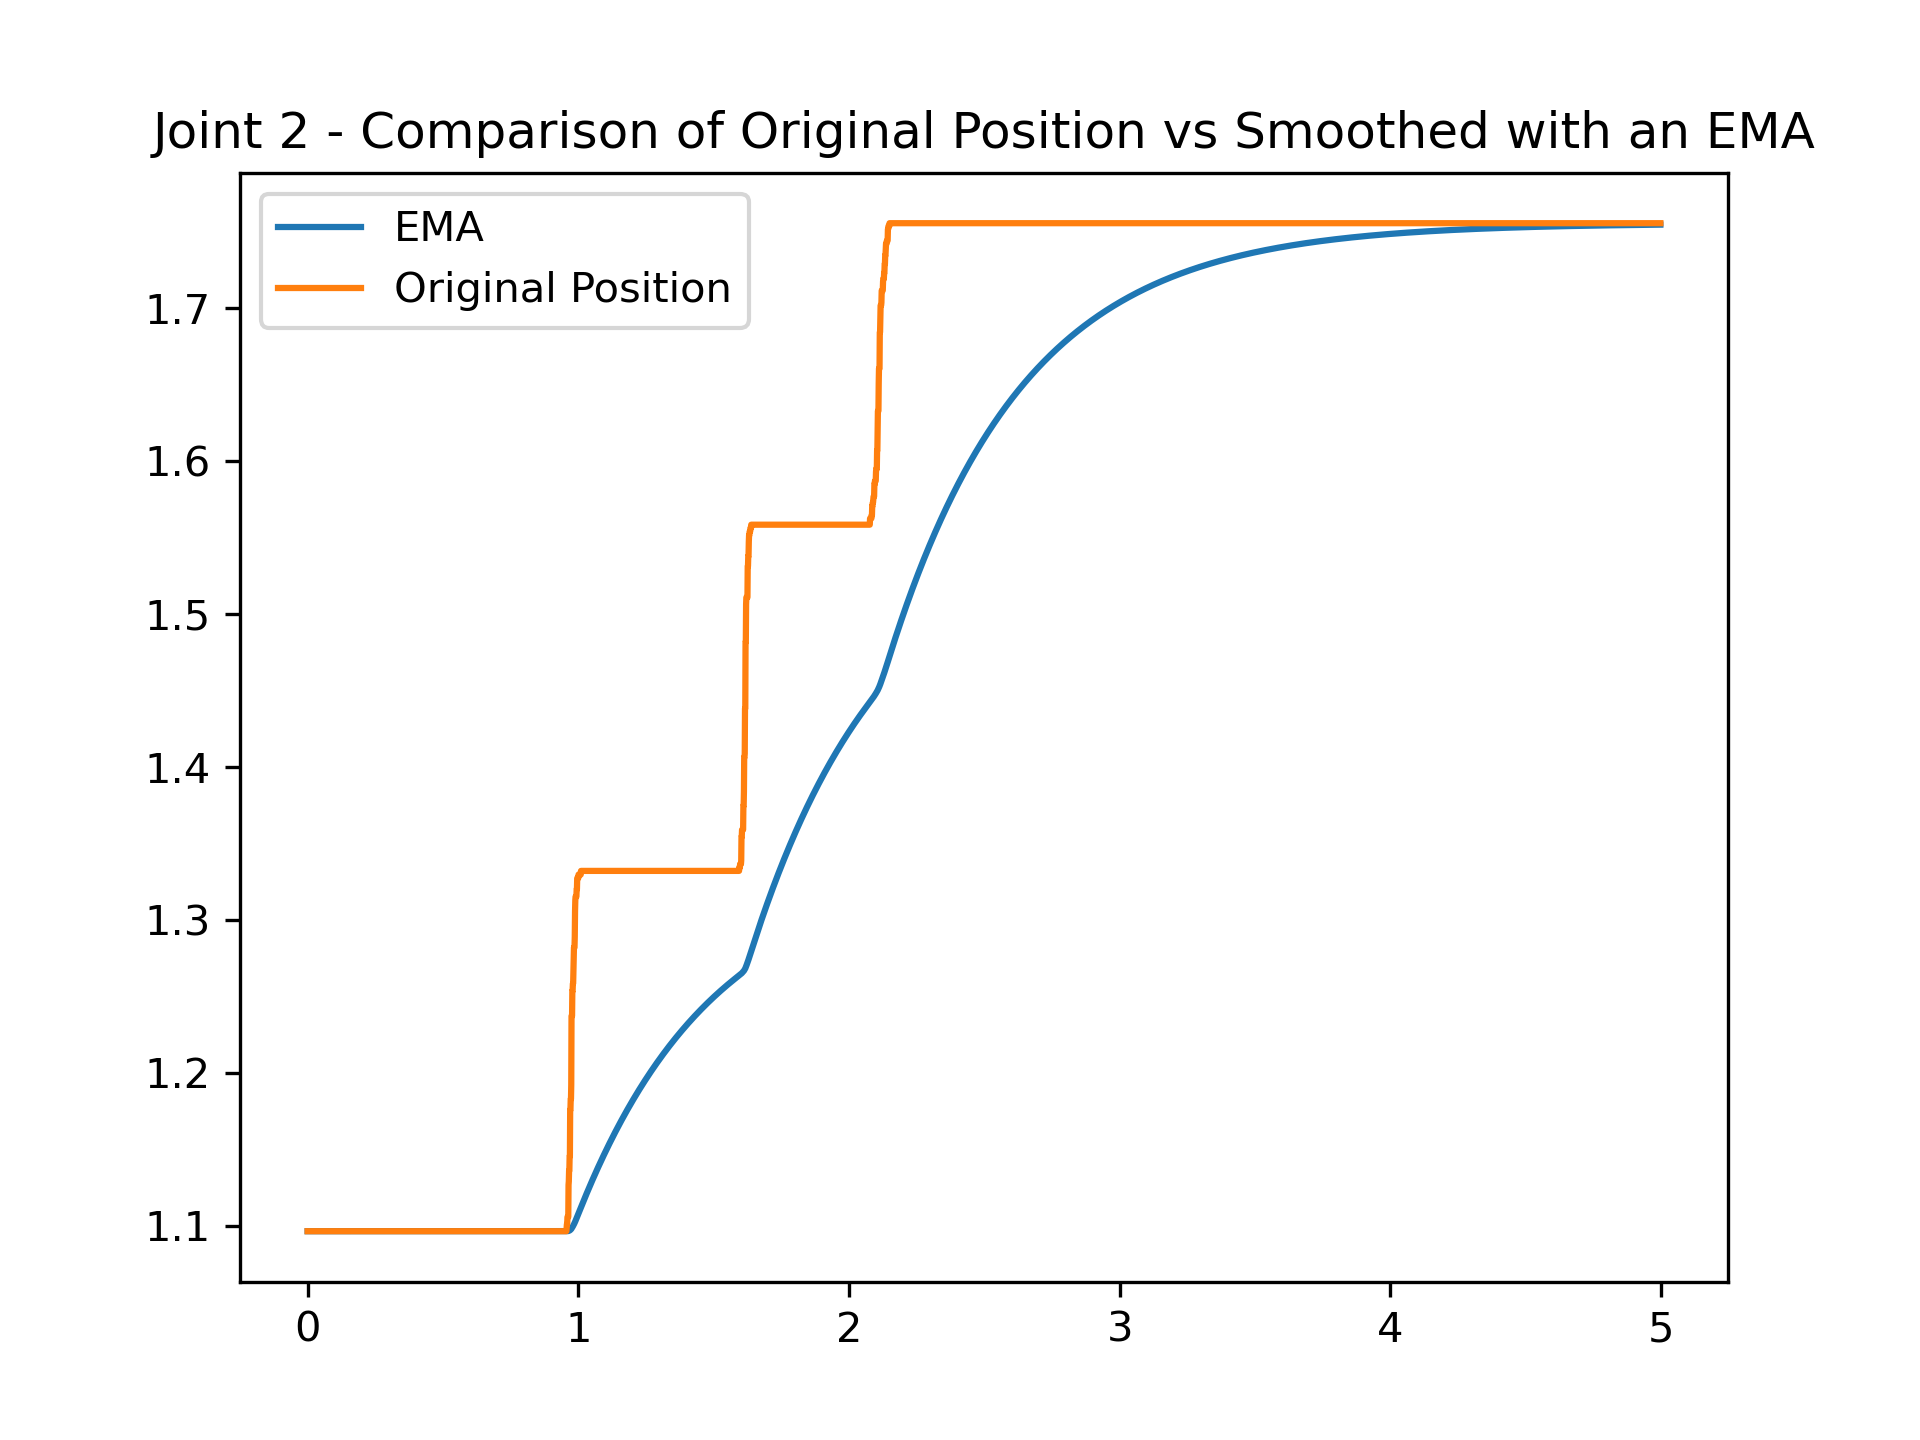 Joint 2 - Comparison of Original Position vs Smoothed with an EMA
EMA
Original Position
1.7
1.6
1.5
1.4
1.3
1.2
1.1
0 1 2 3 4 5